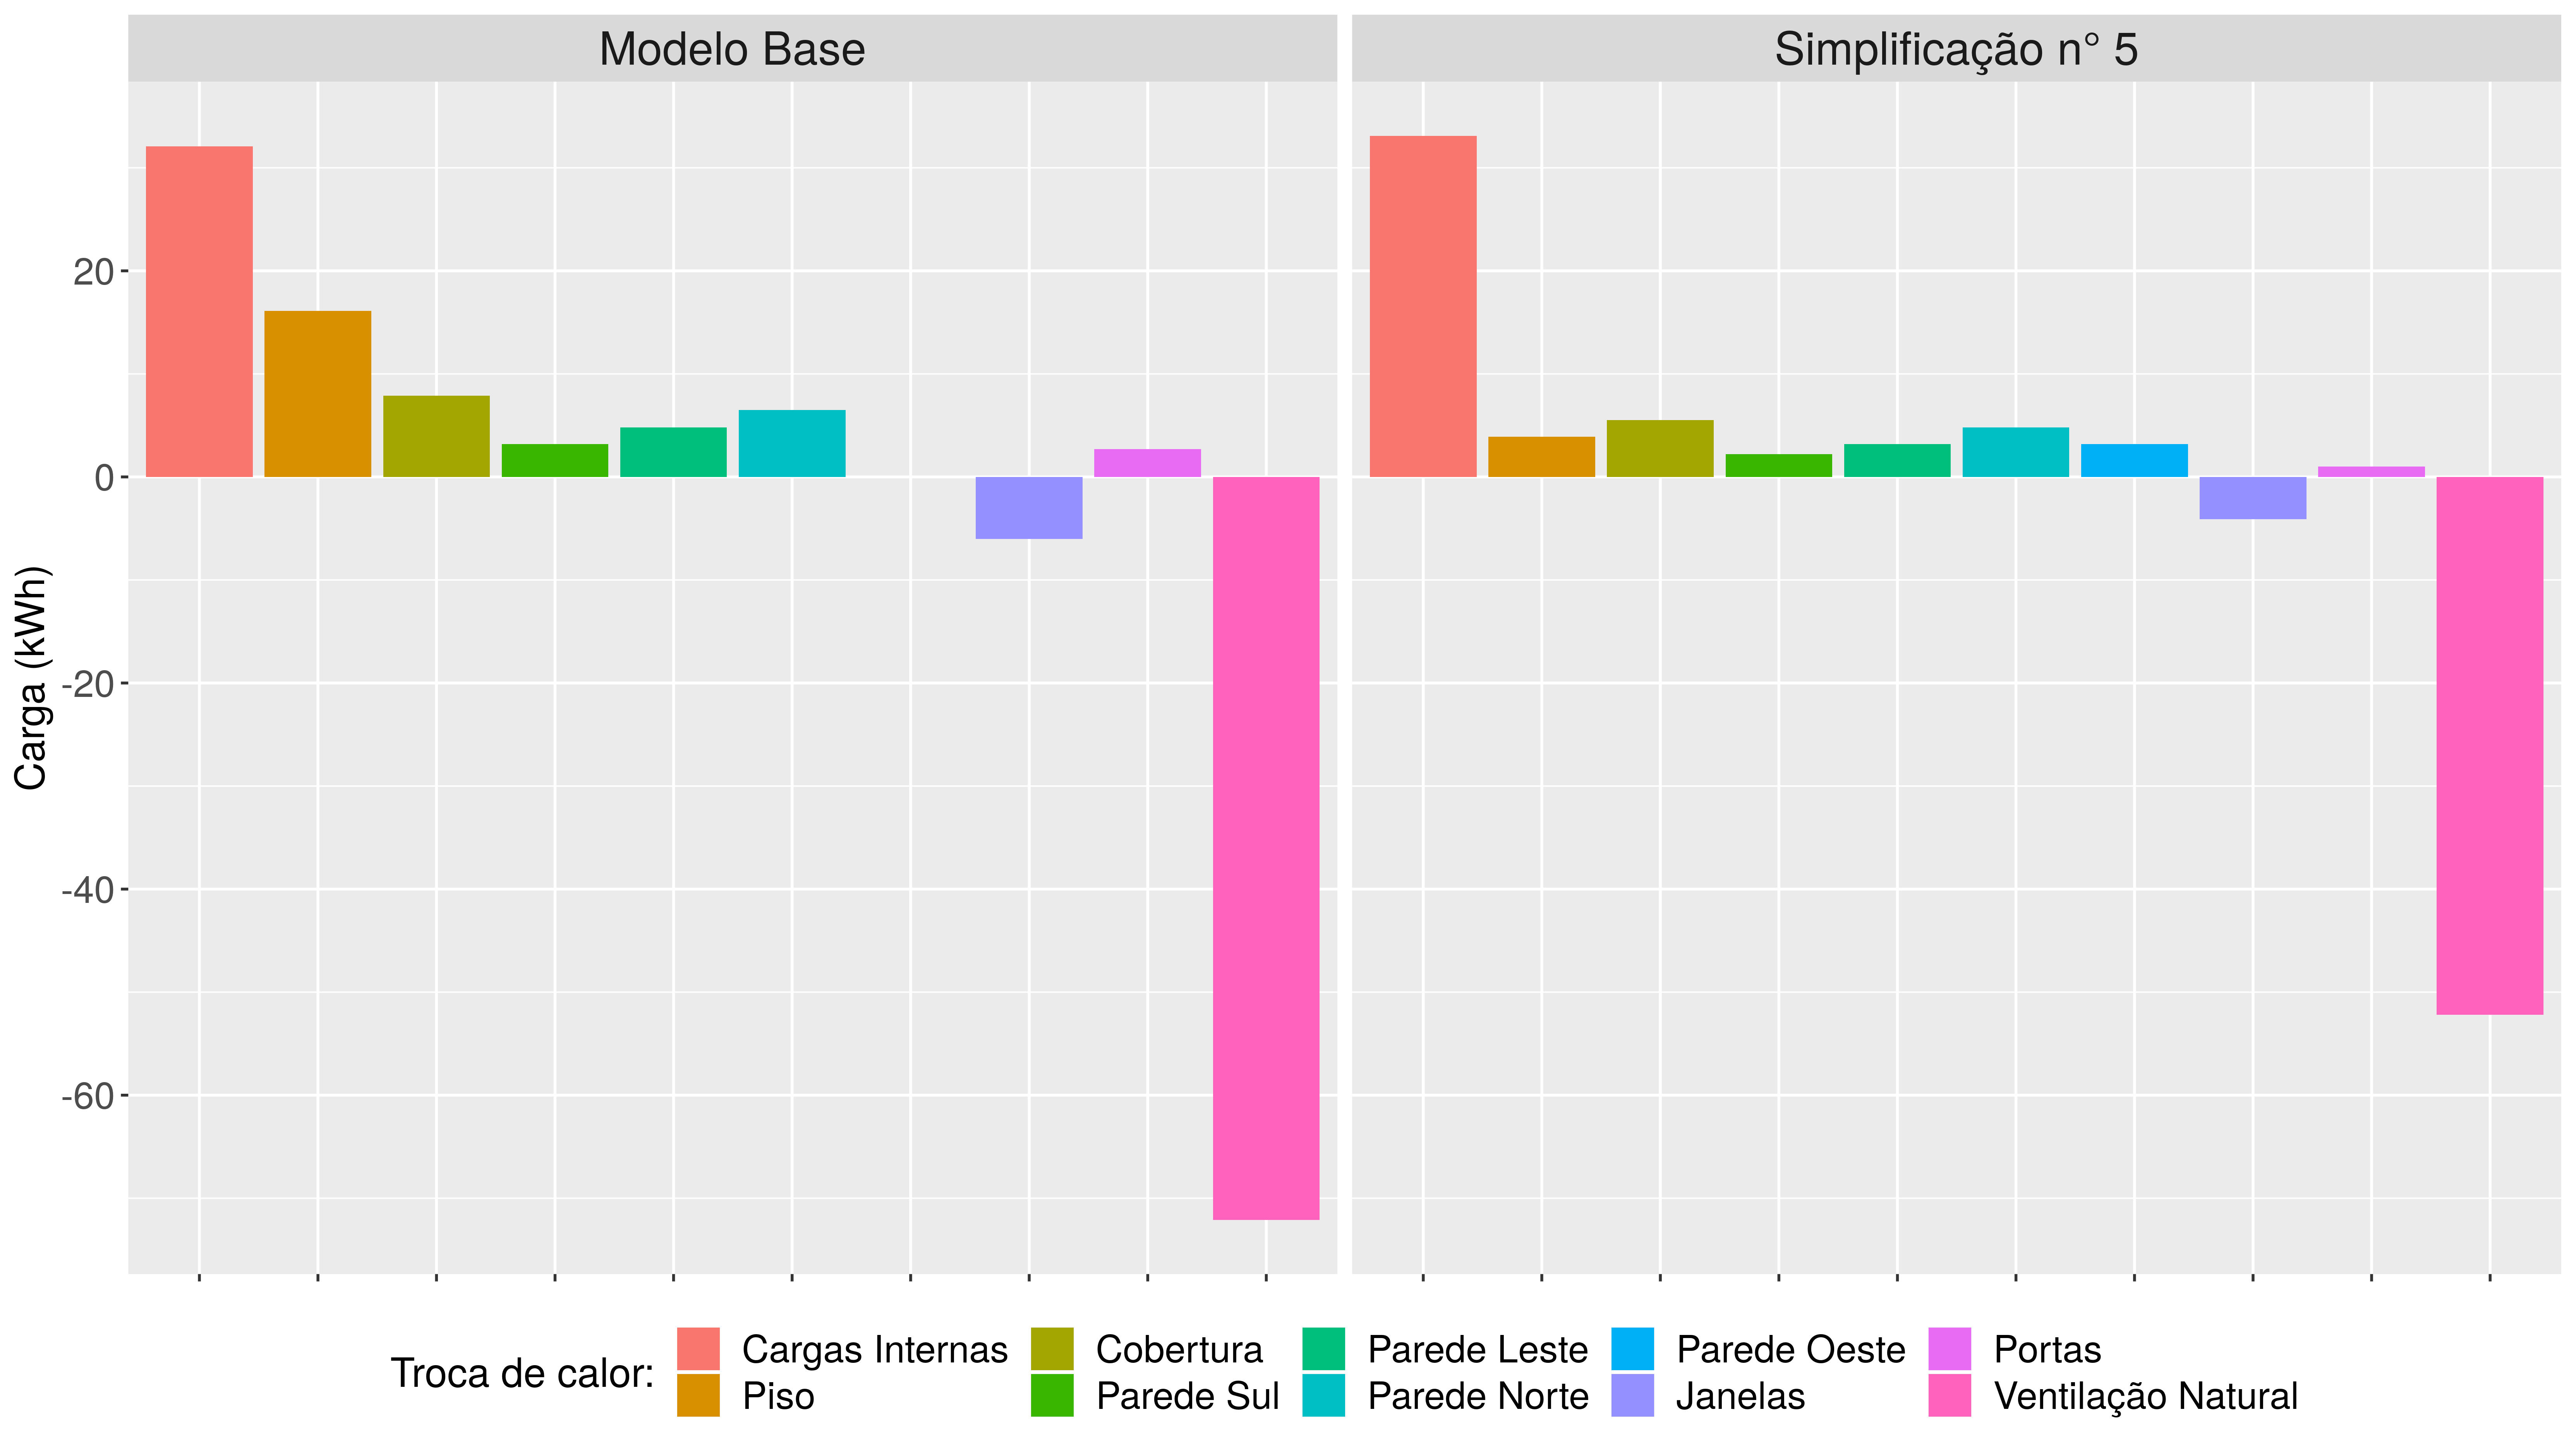 Modelo Base
Simplificação n° 5
Carga (kWh)
20
0
-20
-40
-60
Troca de calor:
Cargas Internas
Cobertura
Parede Leste
Parede Oeste
Portas
Piso
Parede Sul
Parede Norte
Janelas
Ventilação Natural